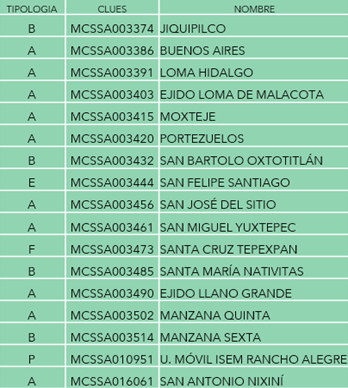 TIPOLOGIA CLUES NOMBRE
B MCSSA003374 JIQUIPILCO
A MCSSA003386 BUENOS AIRES
A MCSSA003391 LOMA HIDALGO
A MCSSA003403 EJIDO LOMA DE MALACOTA
A MCSSA003415 MOXTEJE
A MCSSA003420 PORTEZUELOS
B MCSSA003432 SAN BARTOLO OXTOTITLÁN
E MCSSA003444 SAN FELIPE SANTIAGO
A MCSSA003456 SAN JOSÉ DEL SITIO
A MCSSA003461 SAN MIGUEL YUXTEPEC
F MCSSA003473 SANTA CRUZ TEPEXPAN
B MCSSA003485 SANTA MARÍA NATIVITAS
A MCSSA003490 EJIDO LLANO GRANDE
A MCSSA003502 MANZANA QUINTA
B MCSSA003514 MANZANA SEXTA
P MCSSA010951 U. MÓVIL ISEM RANCHO ALEGRE
A MCSSA016061 SAN ANTONIO NIXINÍ